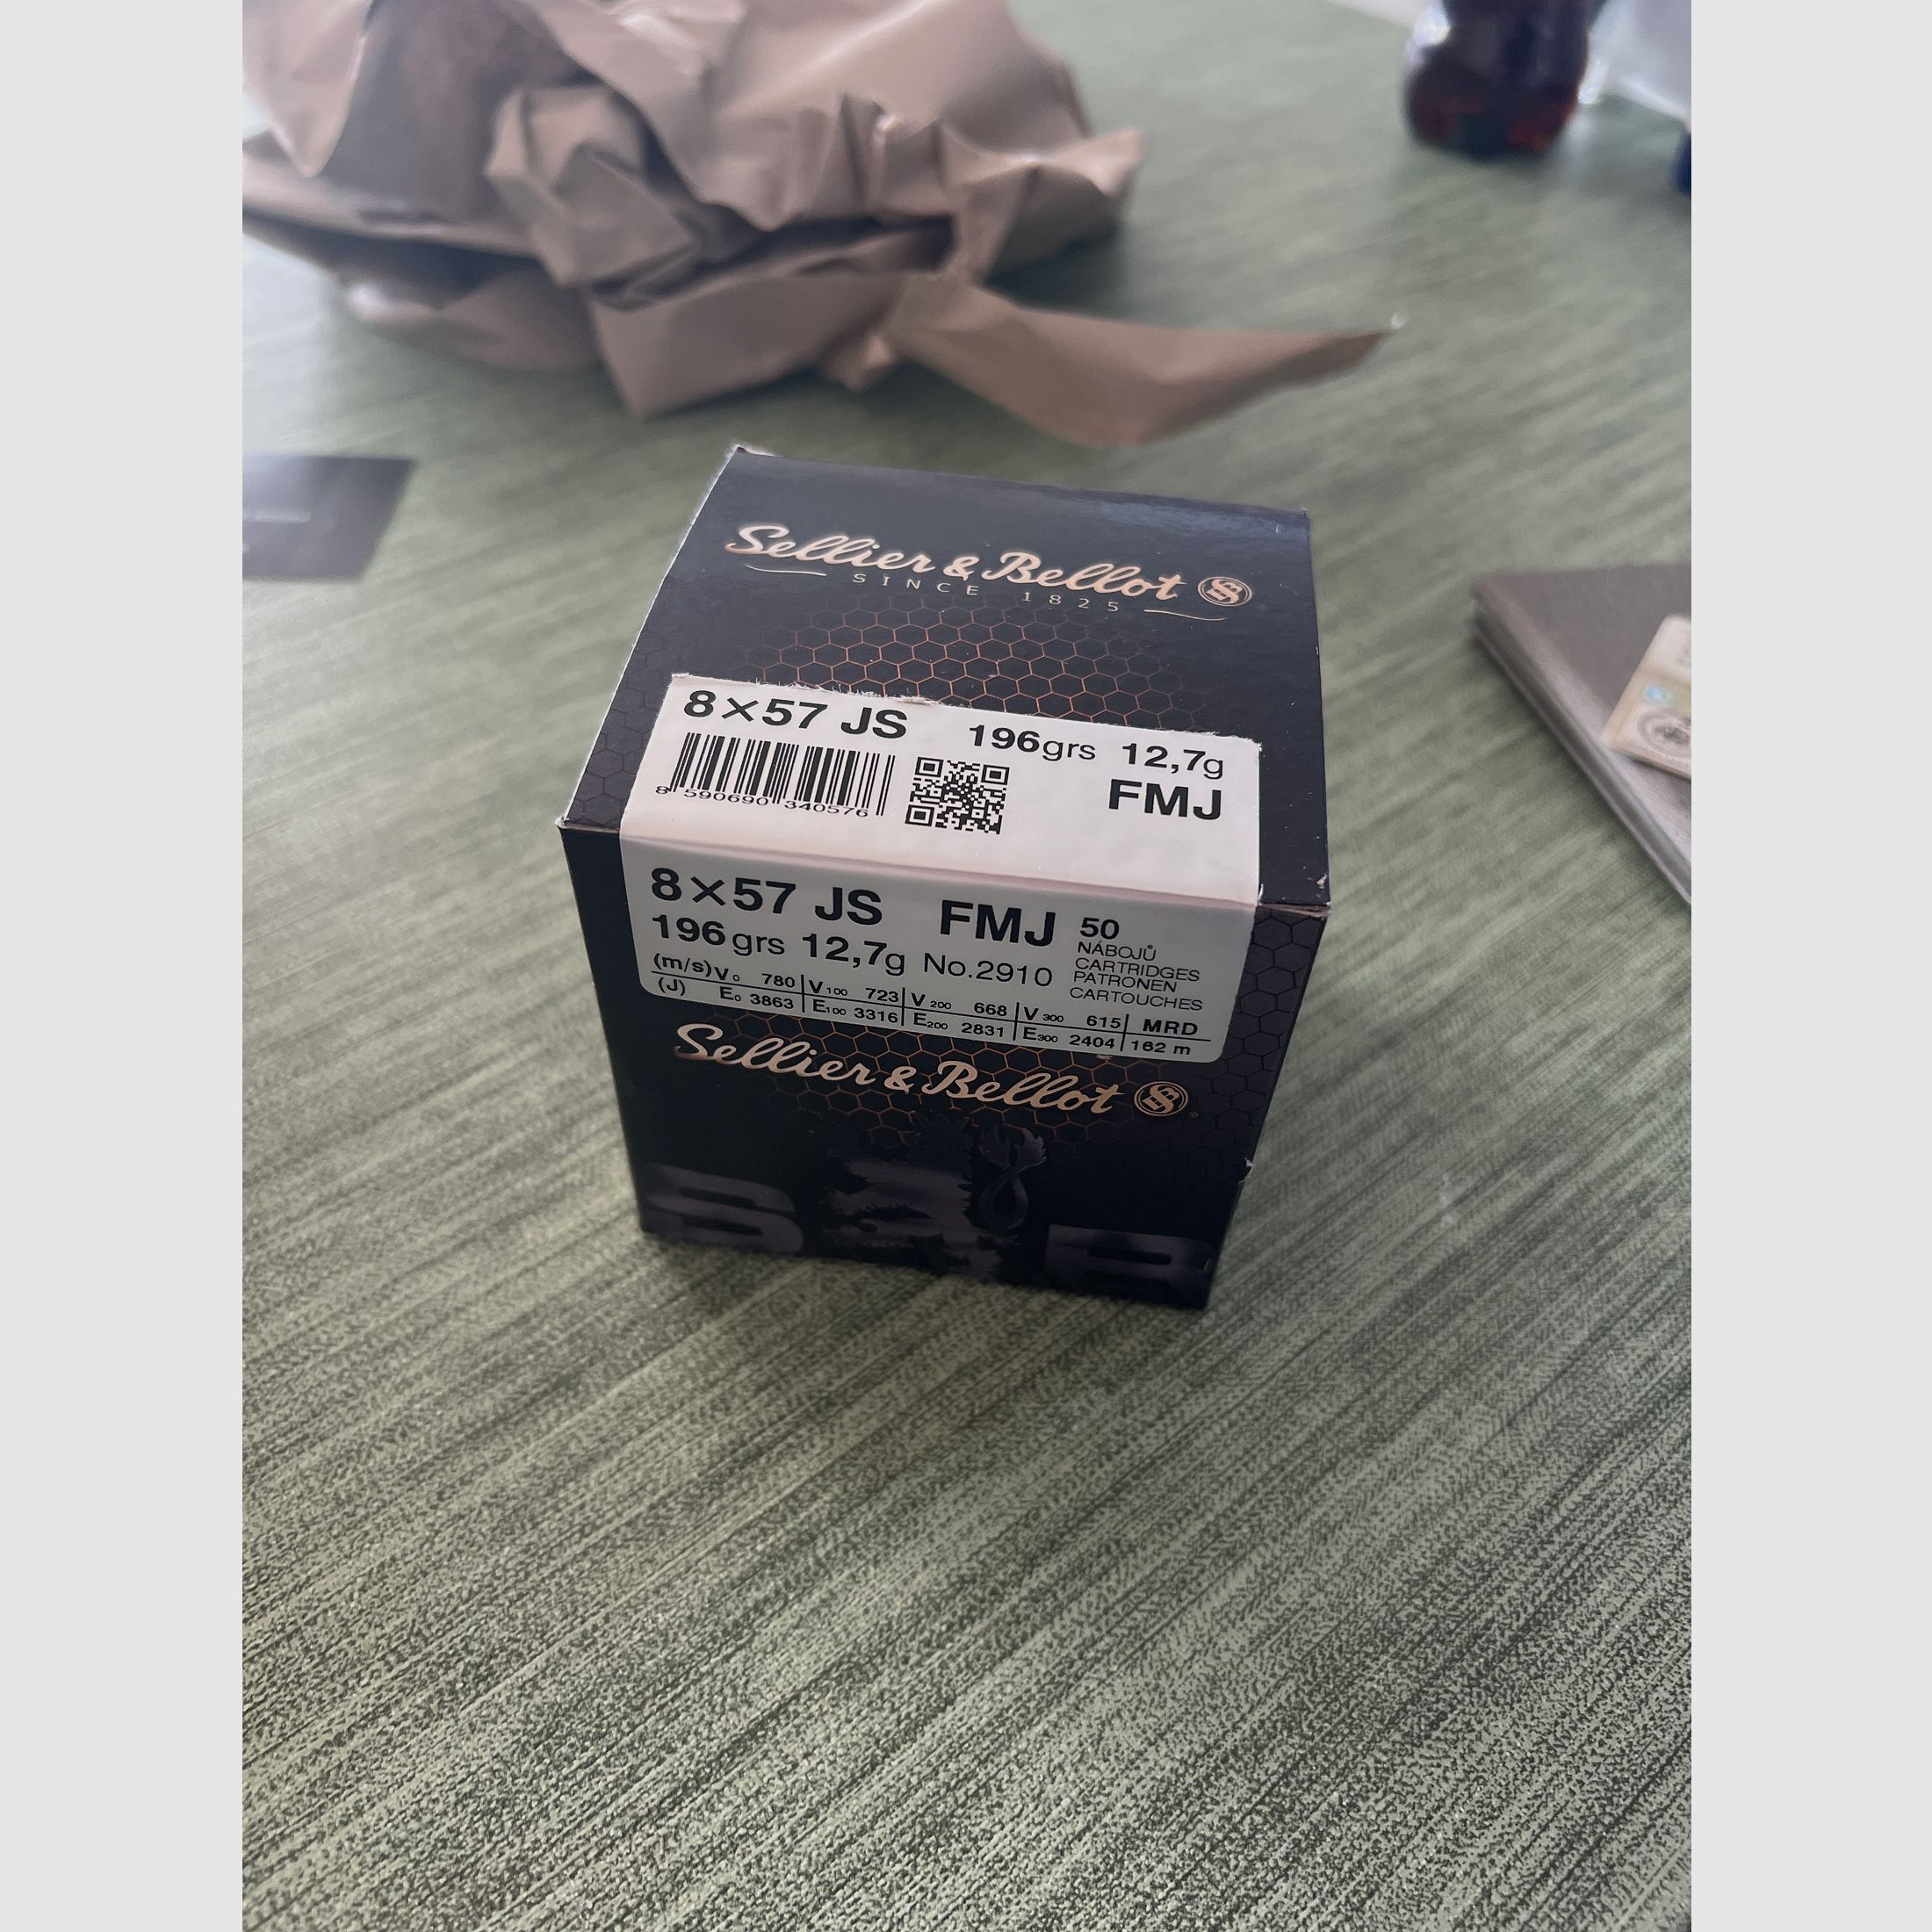 Sellier & Bellot
SINCE 1825
8×57 JS 196grs 12,7g
FMJ
8 590690 340576
8×57 JS FMJ 50
196grs 12,7g No.2910
NÁBOJŮ
CARTRIDGES
PATRONEN
CARTOUCHES
(m/s) V₀ 780 V₁₀₀ 723 V₂₀₀ 668 V₃₀₀ 615 MRD
(J) E₀ 3863 E₁₀₀ 3316 E₂₀₀ 2831 E₃₀₀ 2404 162 m
Sellier & Bellot
S B